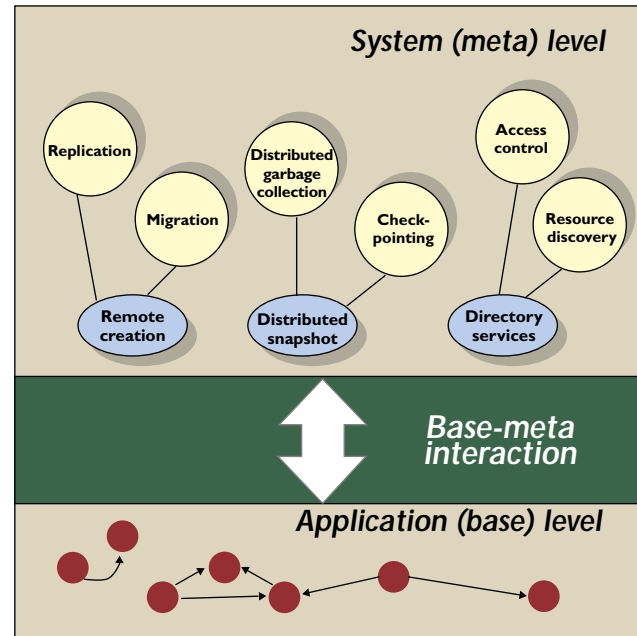 System (meta) level
Replication
Migration
Remote
creation
Distributed
garbage
collection
Check-
pointing
Distributed
snapshot
Access
control
Resource
discovery
Directory
services
Base-meta
interaction
Application (base) level